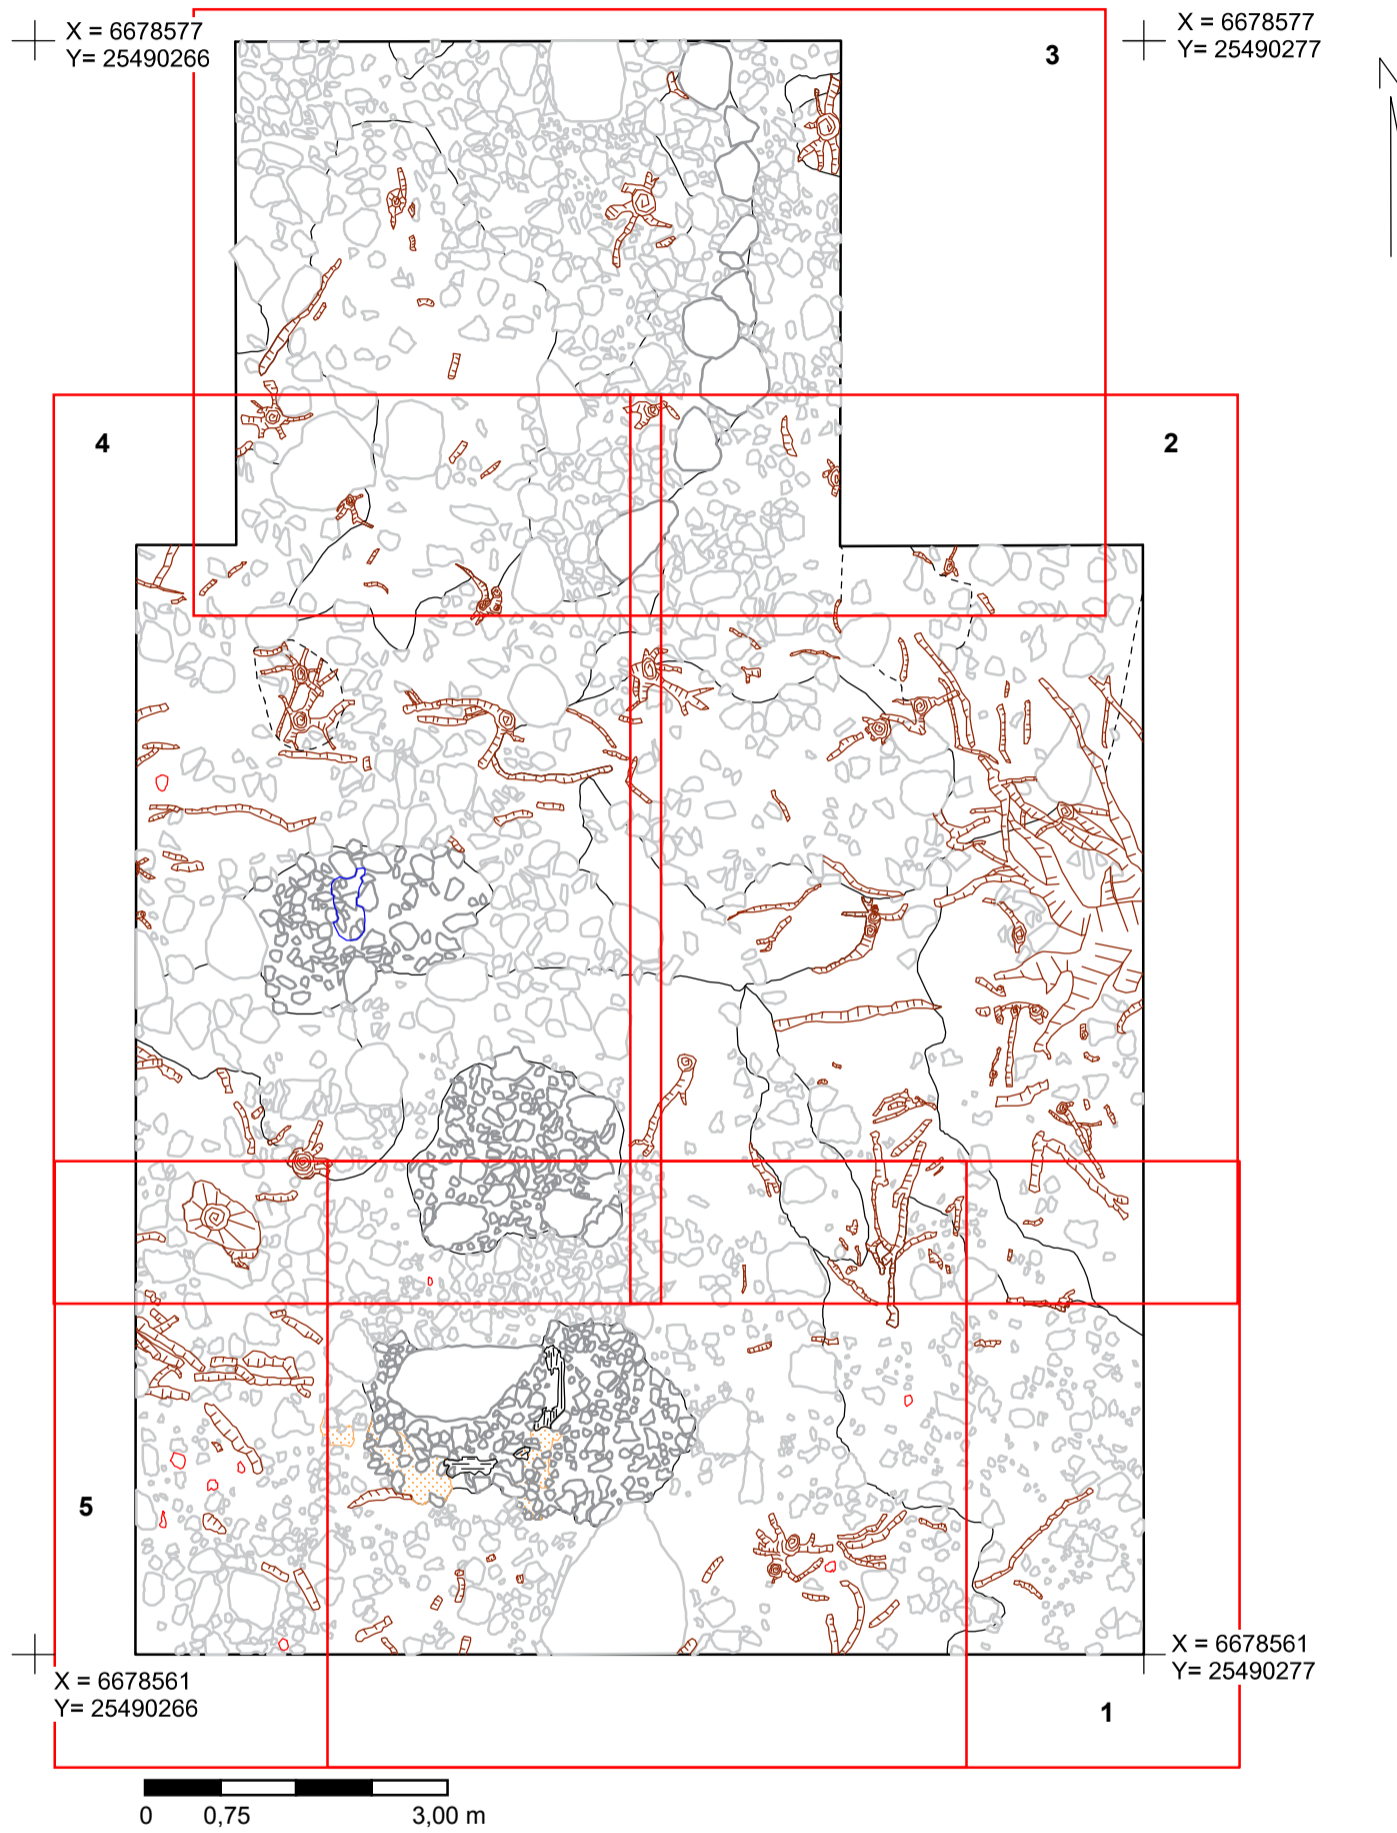 X = 6678577
Y= 25490266
X = 6678577
Y= 25490277
3
N
4
2
5
X = 6678561
Y= 25490266
X = 6678561
Y= 25490277
1
0 0,75 3,00 m